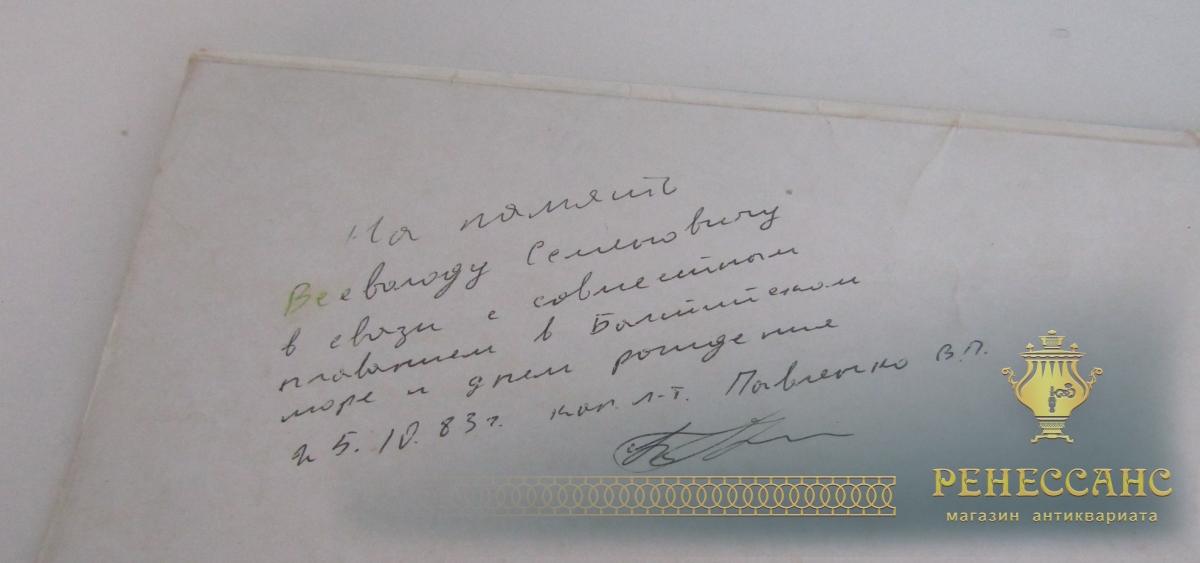 На память
Всеволоду Семеновичу
в связи с совместным
плаванием в Балтийском
море и днем рождения
25.10.83г. кап. л-т. Павленко В.П.
РЕНЕССАНС
магазин антиквариата